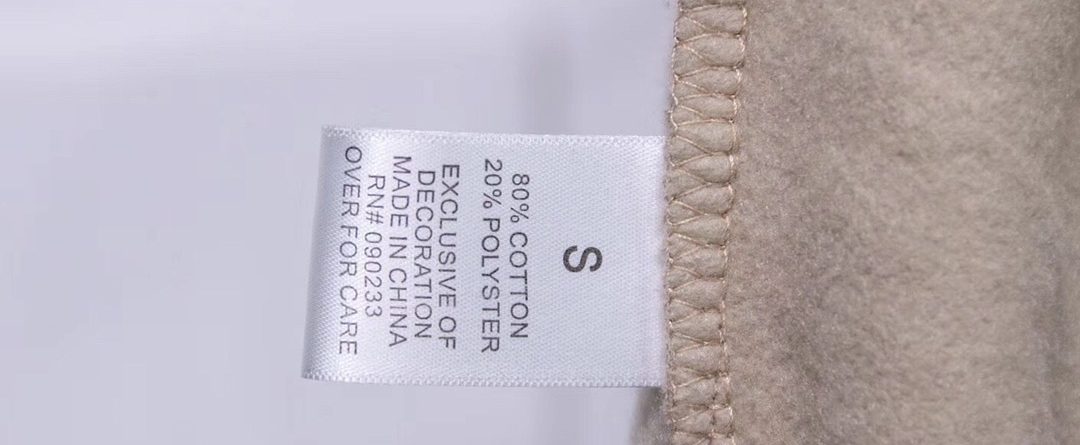 S
80% COTTON
20% POLYSTER
EXCLUSIVE OF
DECORATION
MADE IN CHINA
RN# 090233
OVER FOR CARE